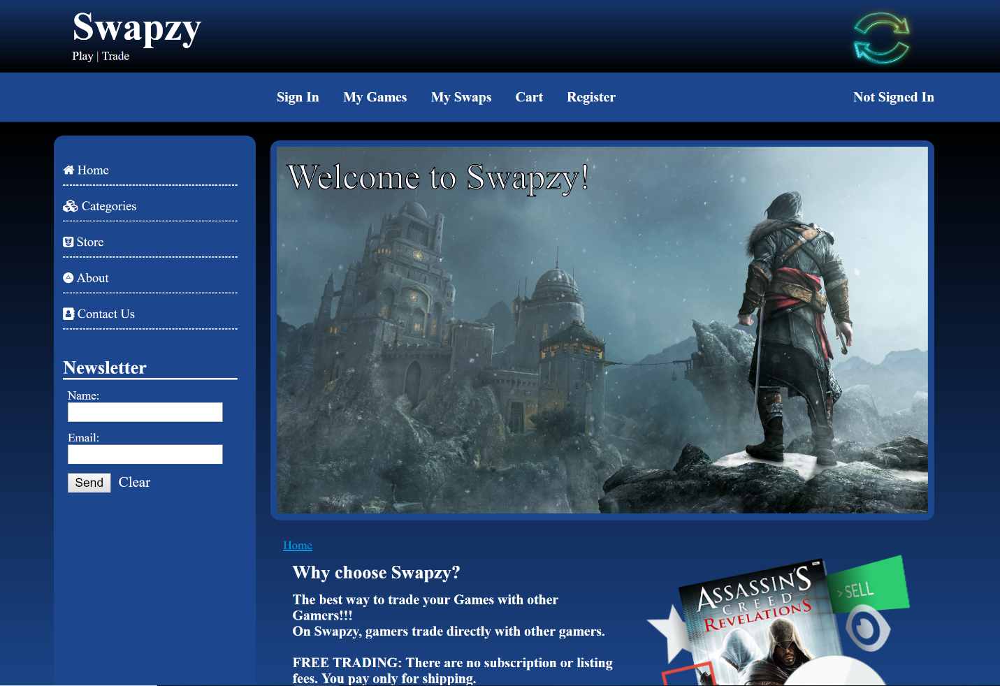 Swapzy
Play | Trade
Sign In My Games My Swaps Cart Register Not Signed In
Home
Categories
Store
About
Contact Us
Newsletter
Name:
Email:
Send Clear
Welcome to Swapzy!
Home
Why choose Swapzy?
The best way to trade your Games with other
Gamers!!!
On Swapzy, gamers trade directly with other gamers.
FREE TRADING: There are no subscription or listing
fees. You pay only for shipping.
ASSASSIN'S
CREED
REVELATIONS
> SELL